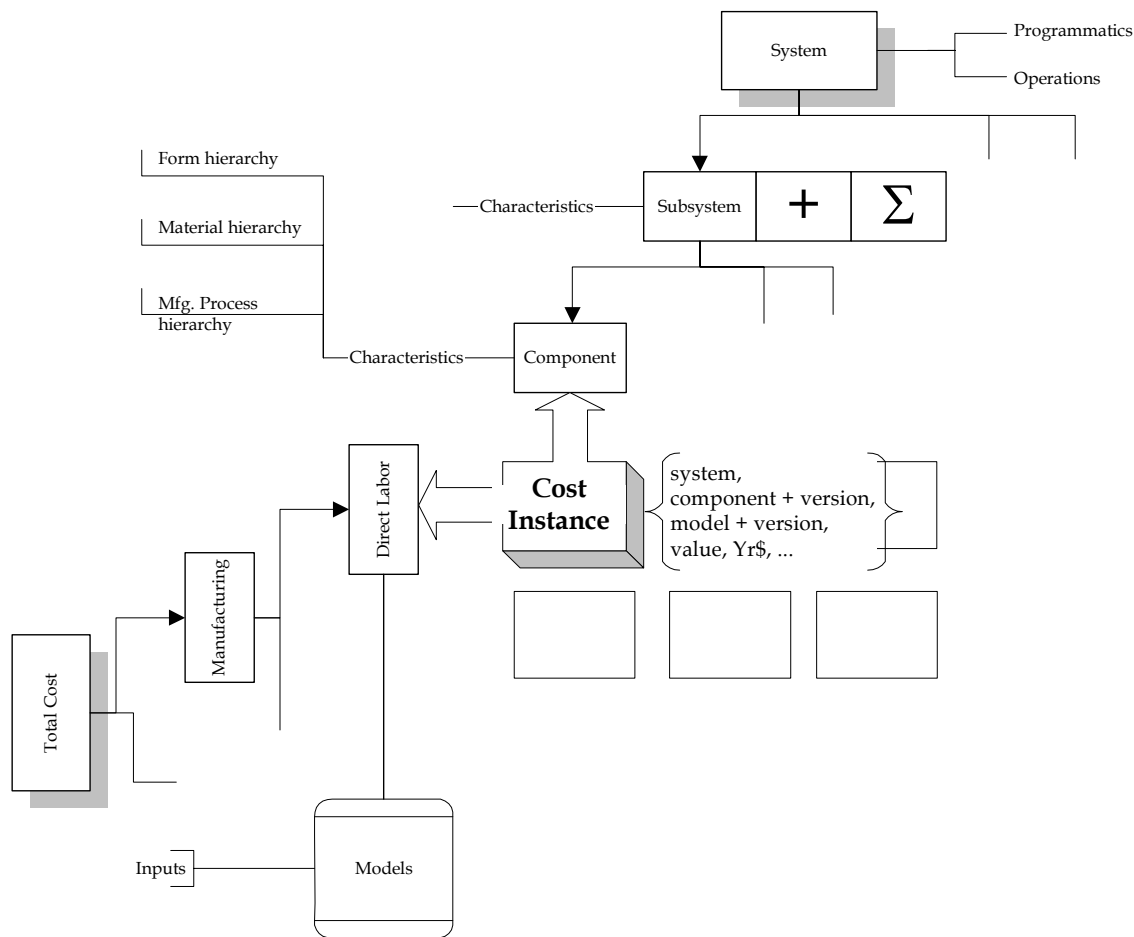 Programmatics
System
Operations
Form hierarchy
Characteristics
Subsystem
+
Σ
Material hierarchy
Mfg. Process
hierarchy
Characteristics
Component
Direct Labor
Cost
Instance
system,
component + version,
model + version,
value, Yr$, ...
Manufacturing
Total Cost
Inputs
Models